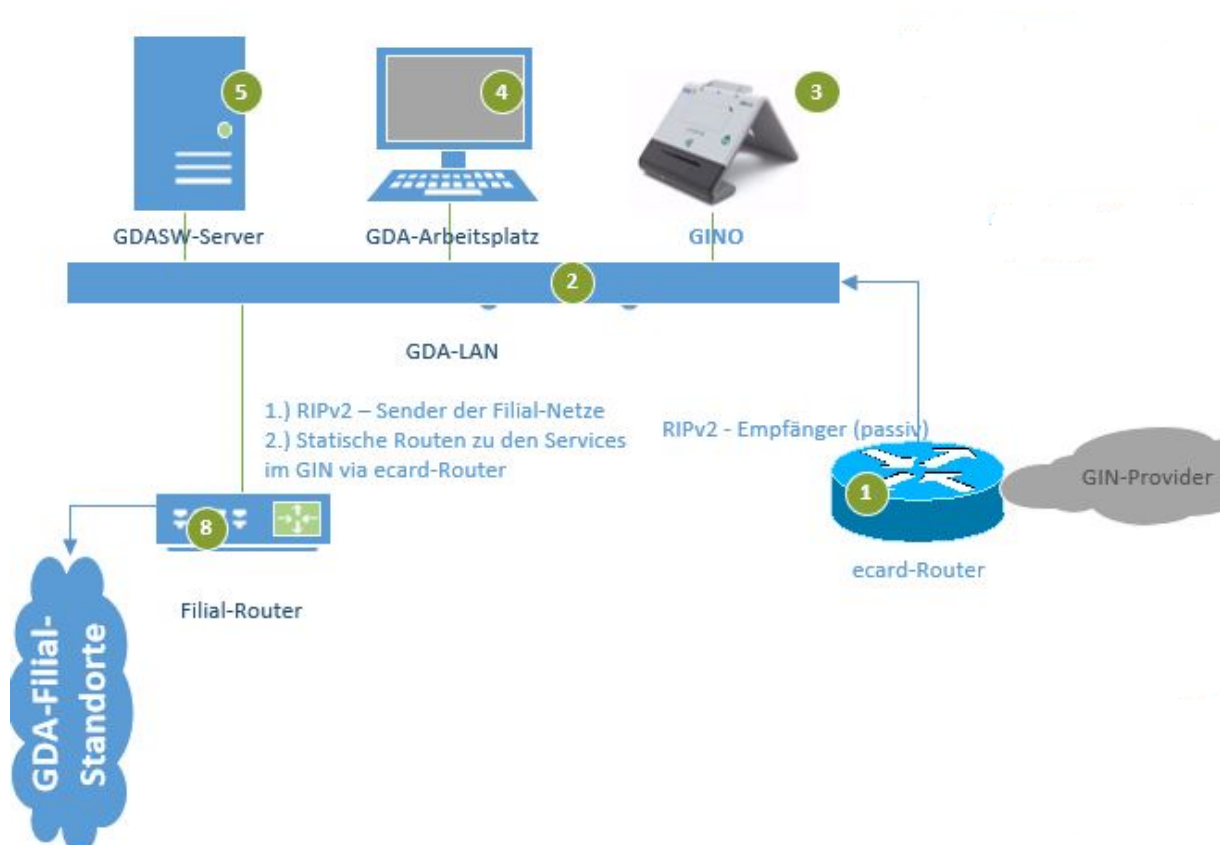 5
4
3
GDASW-Server
GDA-Arbeitsplatz
GINO
2
GDA-LAN
1.) RIPv2 – Sender der Filial-Netze
2.) Statische Routen zu den Services
im GIN via ecard-Router
RIPv2 - Empfänger (passiv)
1
GIN-Provider
ecard-Router
8
Filial-Router
GDA-Filial-
Standorte